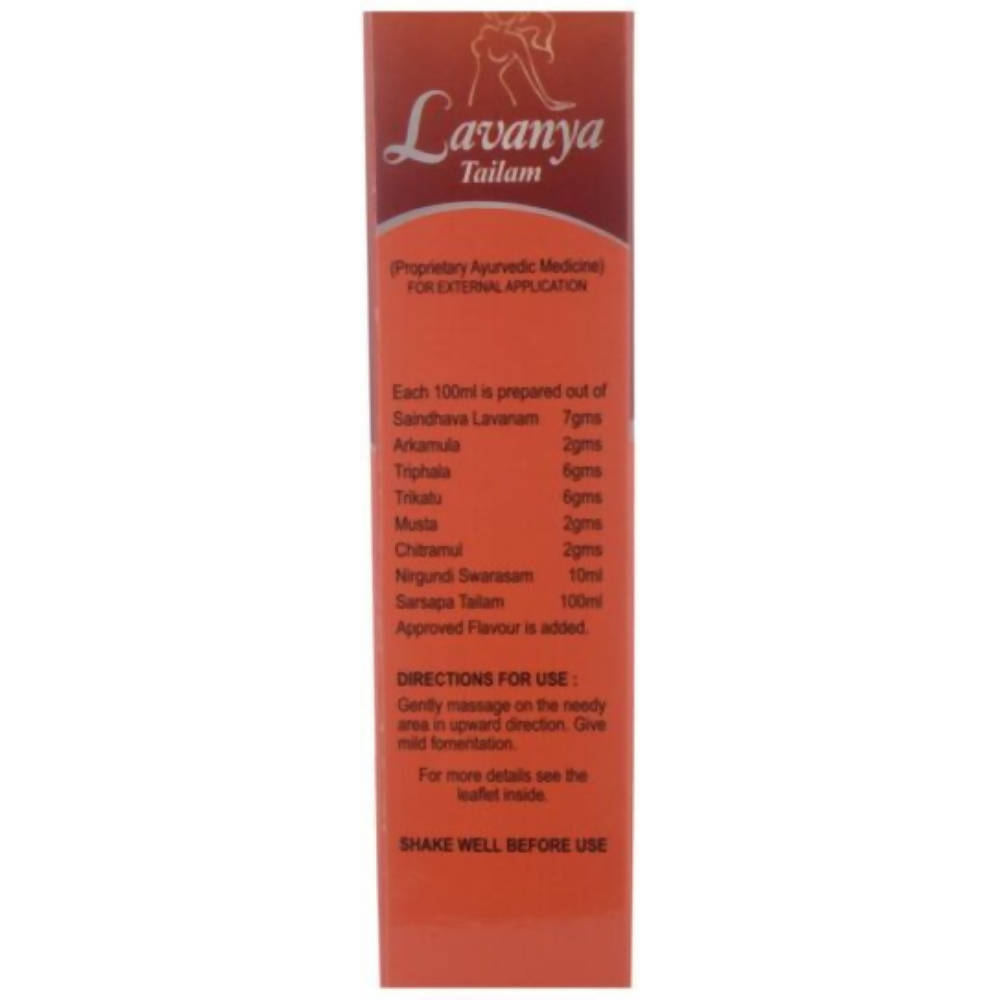 Lavanya
Tailam
(Proprietary Ayurvedic Medicine)
FOR EXTERNAL APPLICATION
Each 100ml is prepared out of
Saindhava Lavanam 7gms
Arkamula 2gms
Triphala 6gms
Trikatu 6gms
Musta 2gms
Chitramul 2gms
Nirgundi Swarasam 10ml
Sarsapa Tailam 100ml
Approved Flavour is added.
DIRECTIONS FOR USE :
Gently massage on the needy
area in upward direction. Give
mild fomentation.
For more details see the
leaflet inside.
SHAKE WELL BEFORE USE